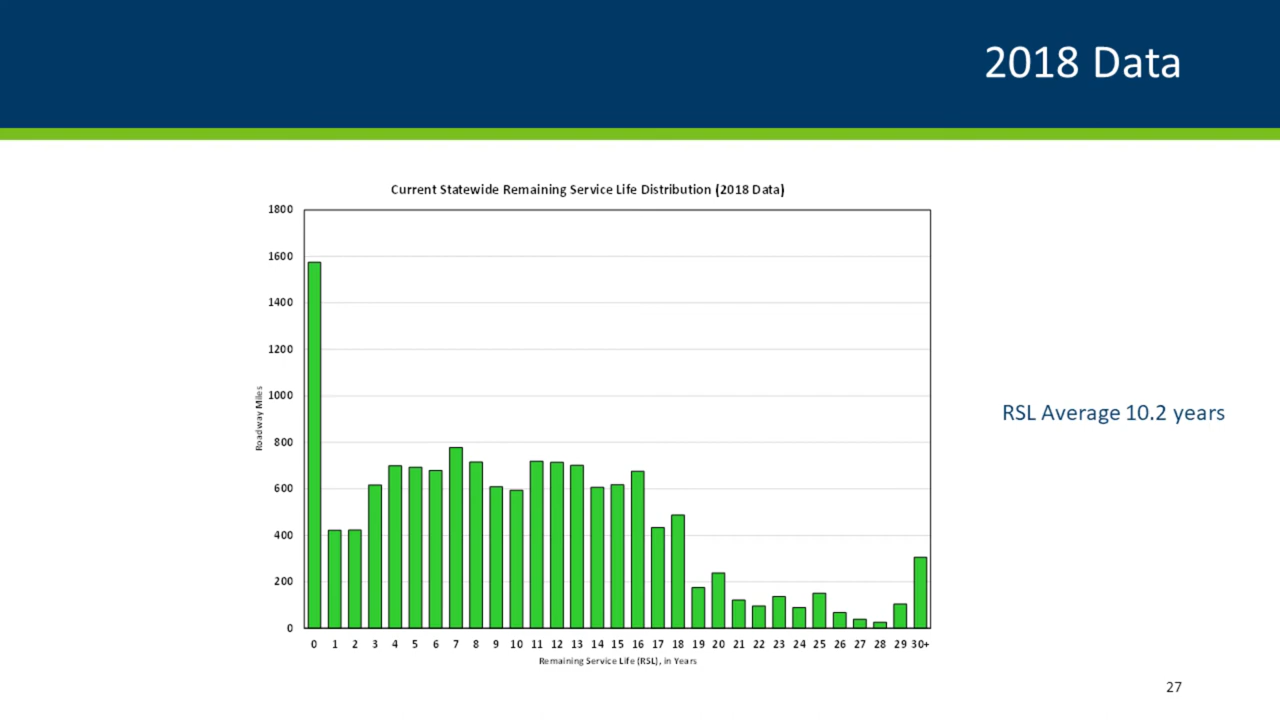 2018 Data
Current Statewide Remaining Service Life Distribution (2018 Data)
1800
1600
1400
1200
1000
800
600
400
200
0
Roadway Miles
0 1 2 3 4 5 6 7 8 9 10 11 12 13 14 15 16 17 18 19 20 21 22 23 24 25 26 27 28 29 30+
Remaining Service Life (RSL), in Years
RSL Average 10.2 years
27